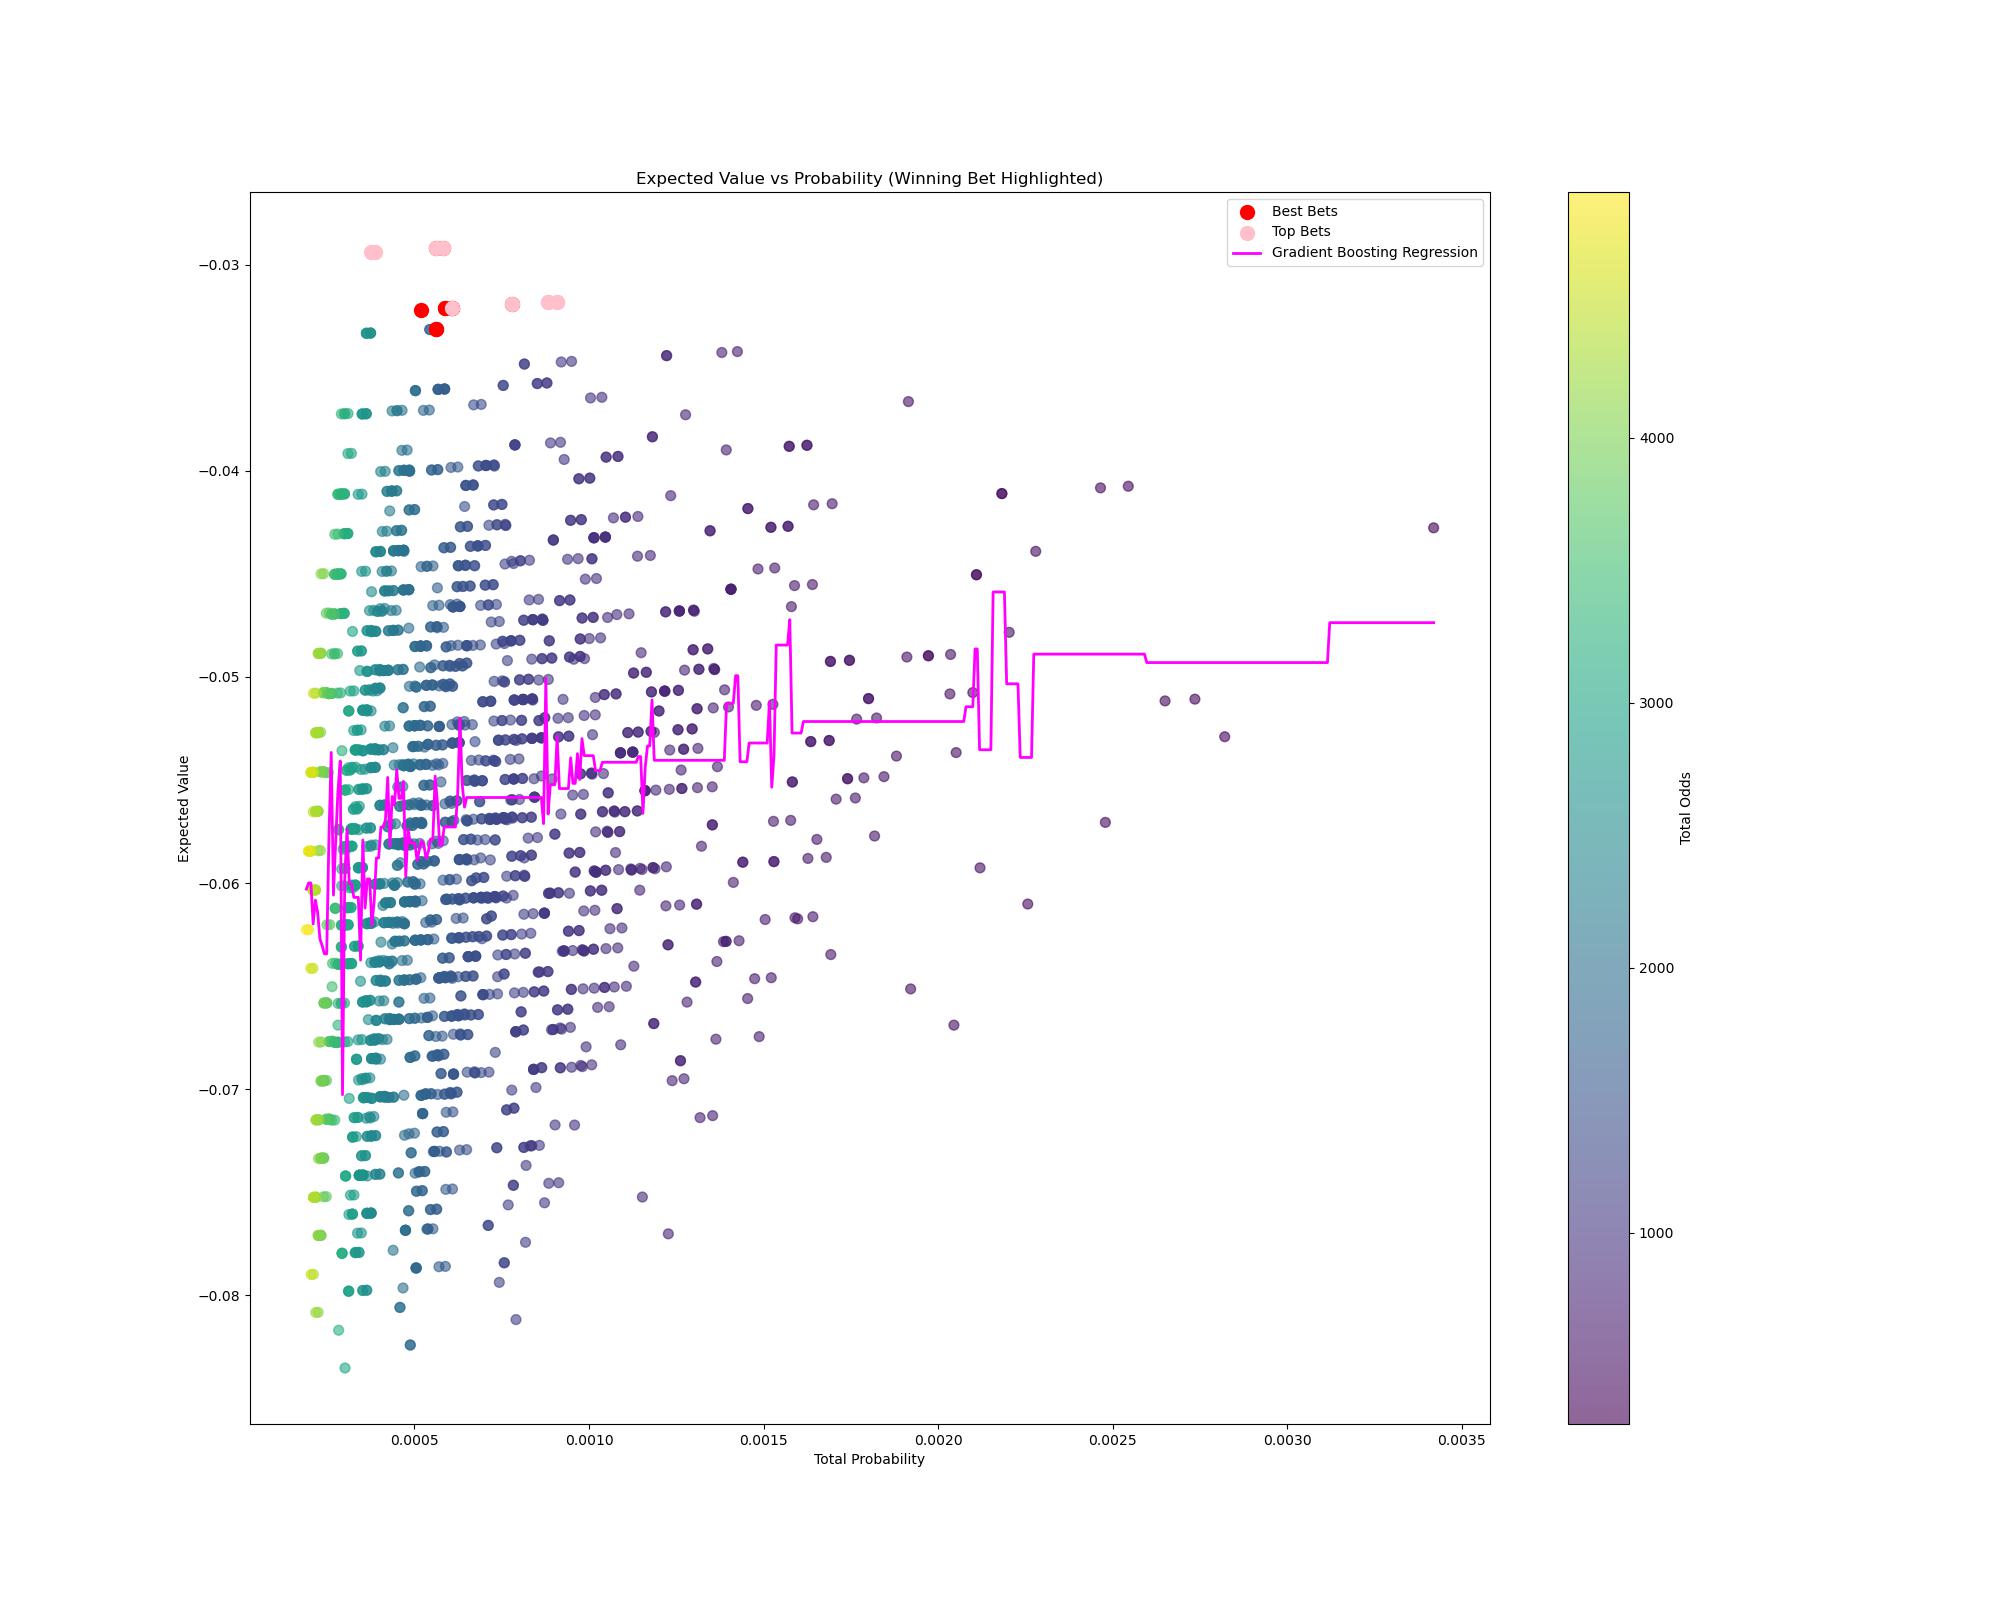 Expected Value vs Probability (Winning Bet Highlighted)
Best Bets
Top Bets
Gradient Boosting Regression
−0.03
−0.04
−0.05
−0.06
−0.07
−0.08
Expected Value
0.0005
0.0010
0.0015
0.0020
0.0025
0.0030
0.0035
Total Probability
4000
3000
2000
1000
Total Odds